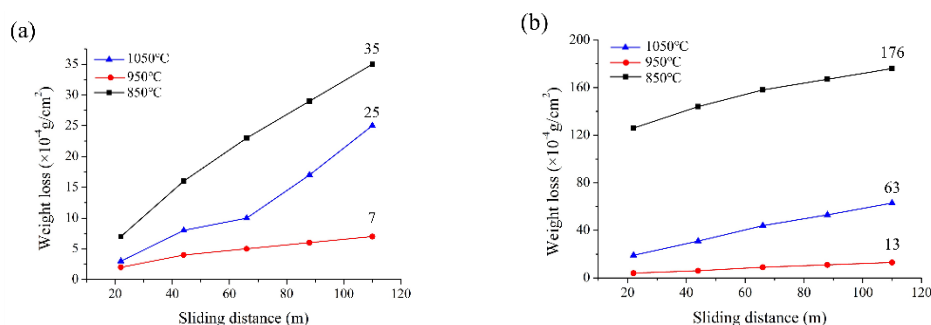 (a)
1050°C
950°C
850°C
35
25
7
Weight loss (×10⁻⁴g/cm²)
0
5
10
15
20
25
30
35
20
40
60
80
100
120
Sliding distance (m)
(b)
1050°C
950°C
850°C
176
63
13
Weight loss (×10⁻⁴g/cm²)
0
40
80
120
160
200
20
40
60
80
100
120
Sliding distance (m)